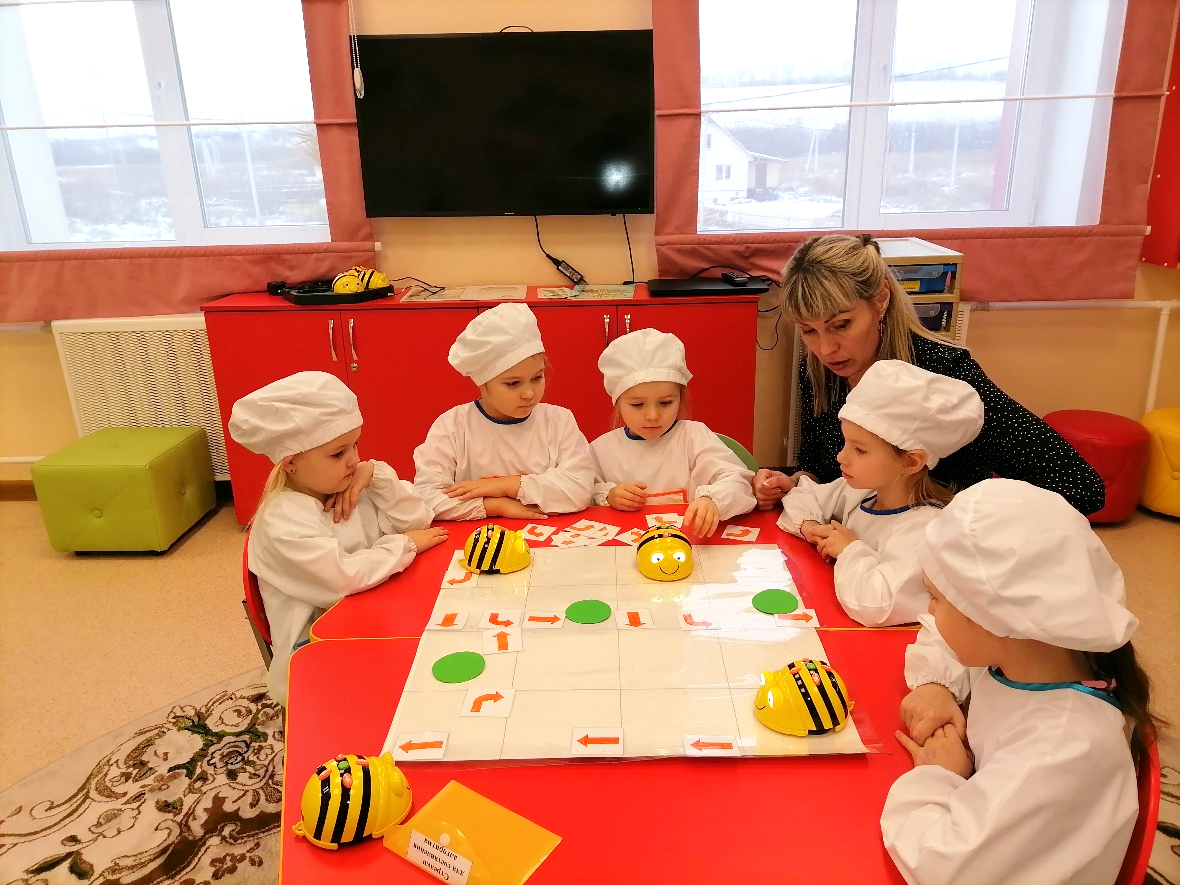 Стрелки
для составления
алгоритма